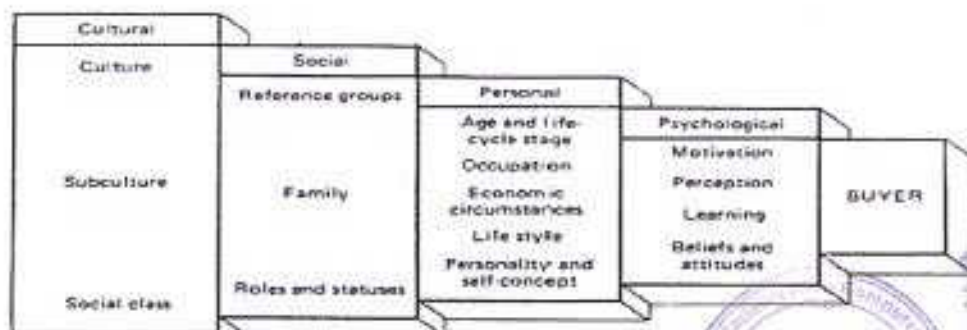 Cultural
Culture
Subculture
Social class
Social
Reference groups
Family
Roles and statuses
Personal
Age and life-
cycle stage
Occupation
Economic
circumstances
Life style
Personality and
self-concept
Psychological
Motivation
Perception
Learning
Beliefs and
attitudes
BUYER